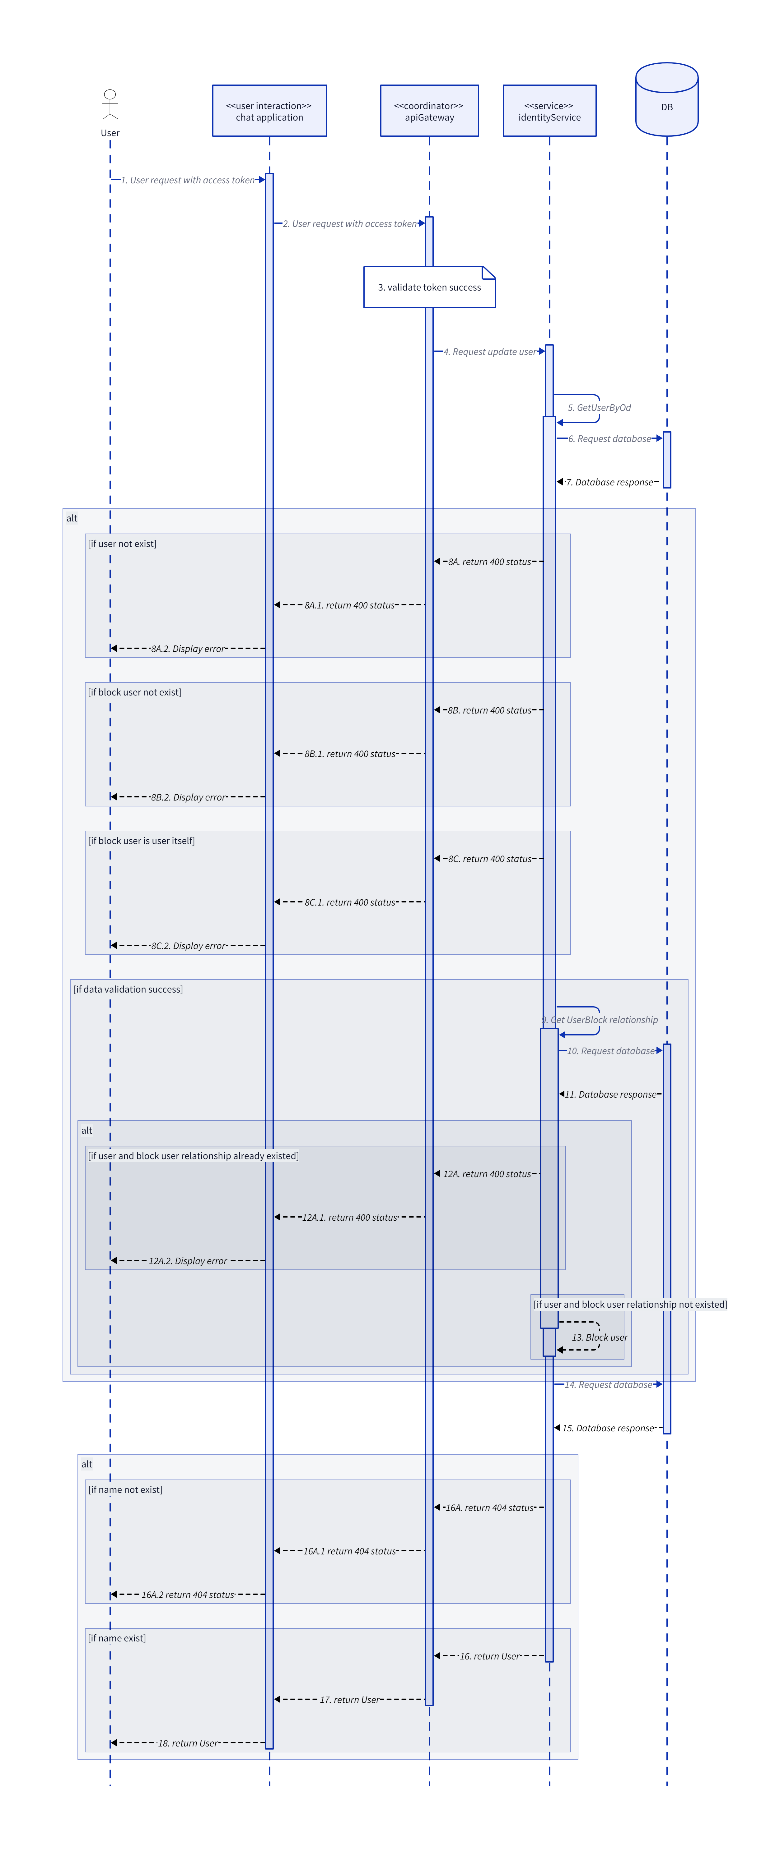 <<user interaction>>
chat application
<<coordinator>>
apiGateway
<<service>>
identityService
DB
User
1. User request with access token
2. User request with access token
3. validate token success
4. Request update user
5. GetUserByOd
6. Request database
7. Database response
alt
[if user not exist]
8A. return 400 status
8A.1. return 400 status
8A.2. Display error
[if block user not exist]
8B. return 400 status
8B.1. return 400 status
8B.2. Display error
[if block user is user itself]
8C. return 400 status
8C.1. return 400 status
8C.2. Display error
[if data validation success]
9. Get UserBlock relationship
10. Request database
11. Database response
alt
[if user and block user relationship already existed]
12A. return 400 status
12A.1. return 400 status
12A.2. Display error
[if user and block user relationship not existed]
13. Block user
14. Request database
15. Database response
alt
[if name not exist]
16A. return 404 status
16A.1 return 404 status
16A.2 return 404 status
[if name exist]
16. return User
17. return User
18. return User